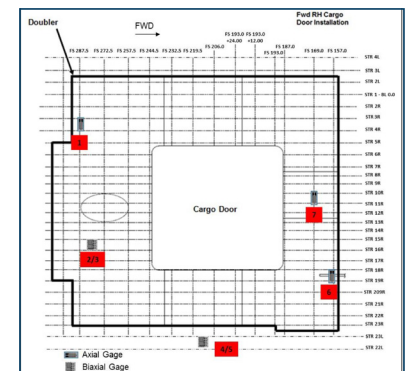 Doubler
FWD
Fwd RH Cargo
Door Installation
FS 193.0 FS 193.0
+24.00 +12.00
FS 287.5 FS 272.5 FS 257.5 FS 244.5 FS 232.5 FS 219.5 FS 206.0 FS 193.0 FS 187.0 FS 169.0 FS 157.0
STR 4L
STR 3L
STR 2L
STR 1 - BL 0.0
STR 2R
STR 3R
STR 4R
STR 5R
STR 6R
STR 7R
STR 8R
STR 9R
STR 10R
STR 11R
STR 12R
STR 13R
STR 14R
STR 15R
STR 16R
STR 17R
STR 18R
STR 19R
STR 20R
STR 21R
STR 22R
STR 23R
STR 23L
STR 22L
Cargo Door
1
7
2/3
6
4/5
Axial Gage
Biaxial Gage